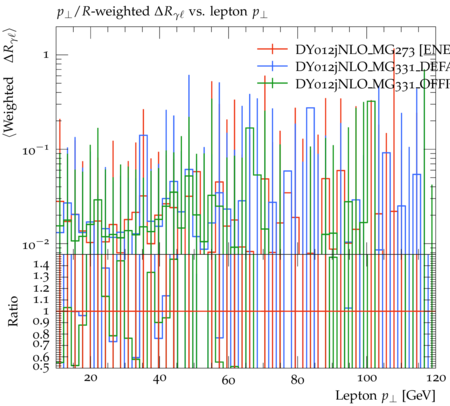 p⊥/R-weighted ΔRγℓ vs. lepton p⊥
⟨Weighted ΔRγℓ⟩
1
10⁻¹
10⁻²
DY012jNLO_MG273 [ENE
DY012jNLO_MG331_DEFA
DY012jNLO_MG331_OFFF
Ratio
1.4
1.3
1.2
1.1
1
0.9
0.8
0.7
0.6
0.5
20 40 60 80 100 120
Lepton p⊥ [GeV]